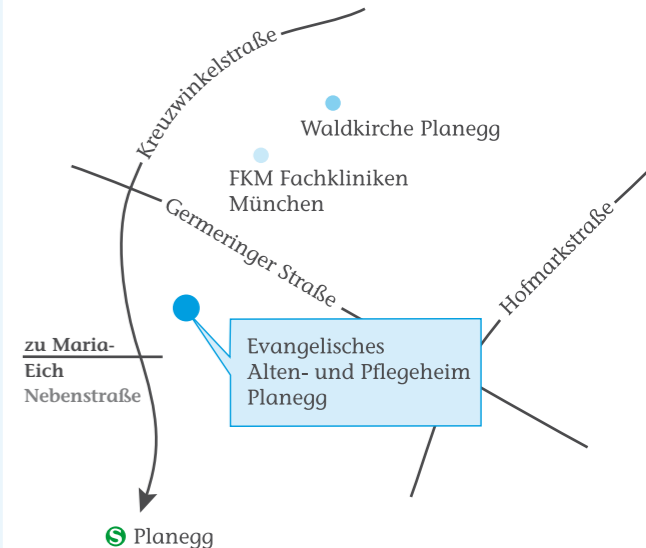 Kreuzwinkelstraße
Waldkirche Planegg
FKM Fachkliniken
München
Germeringer Straße
Hofmarkstraße
Evangelisches
Alten- und Pflegeheim
Planegg
zu Maria-
Eich
Nebenstraße
S Planegg